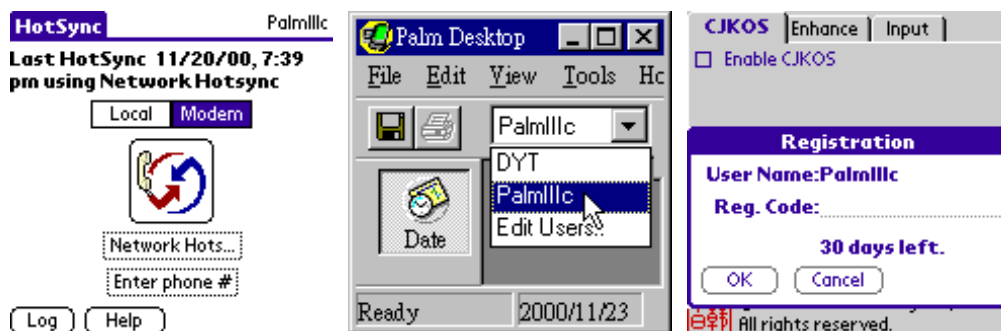 HotSync
PalmIIIc
Last HotSync 11/20/00, 7:39
pm using Network Hotsync
Local Modem
Network Hots...
Enter phone #
Log Help
Palm Desktop
File Edit View Tools Ho
PalmIIIc
DYT
PalmIIIc
Edit Users..
Date
Ready 2000/11/23
CJKOS Enhance Input
Enable CJKOS
Registration
User Name:PalmIIIc
Reg. Code:
30 days left.
OK Cancel
All rights reserved.